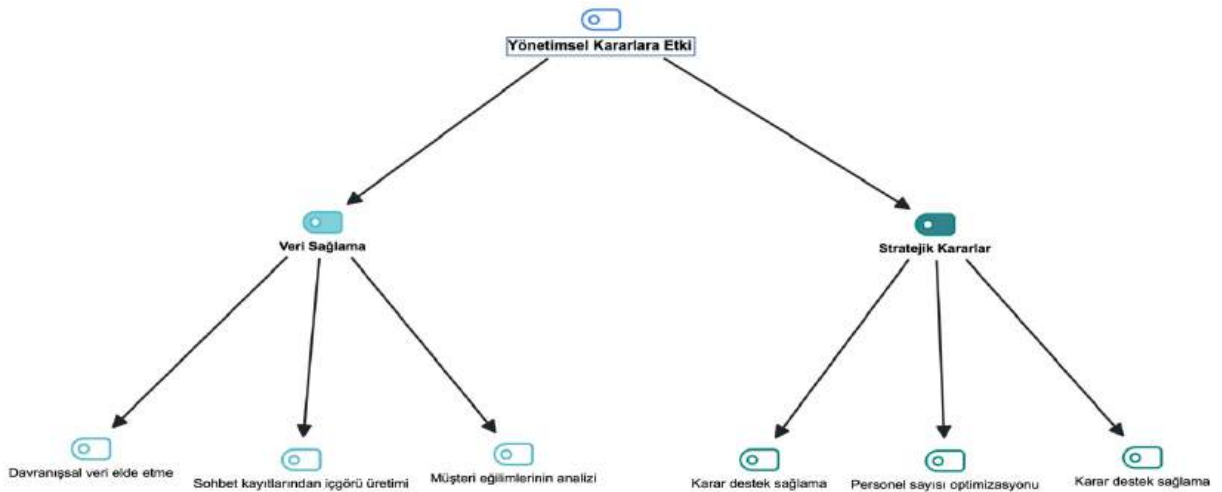 Yönetimsel Kararlara Etki
Veri Sağlama
Stratejik Kararlar
Davranışsal veri elde etme
Sohbet kayıtlarından içgörü üretimi
Müşteri eğilimlerinin analizi
Karar destek sağlama
Personel sayısı optimizasyonu
Karar destek sağlama